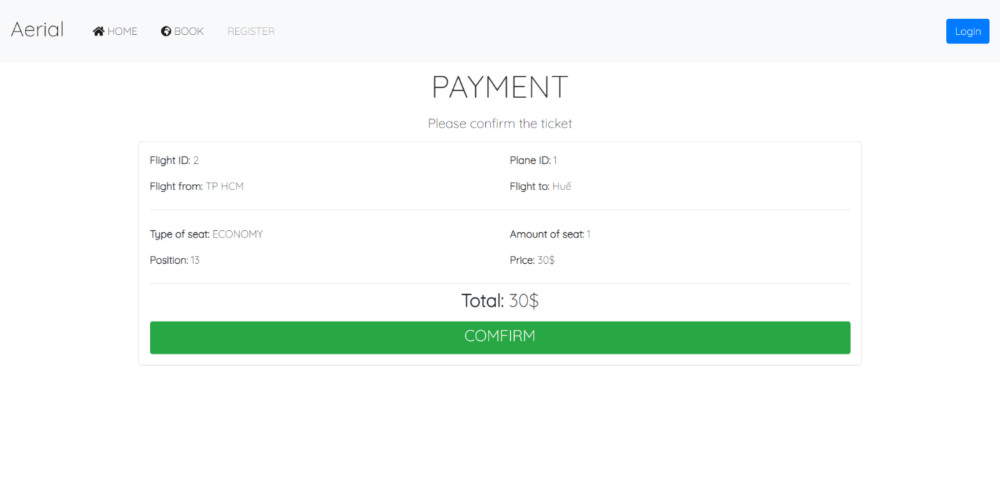 Aerial HOME BOOK REGISTER Login
PAYMENT
Please confirm the ticket
Flight ID: 2 Plane ID: 1
Flight from: TP HCM Flight to: Huế
Type of seat: ECONOMY Amount of seat: 1
Position: 13 Price: 30$
Total: 30$
COMFIRM